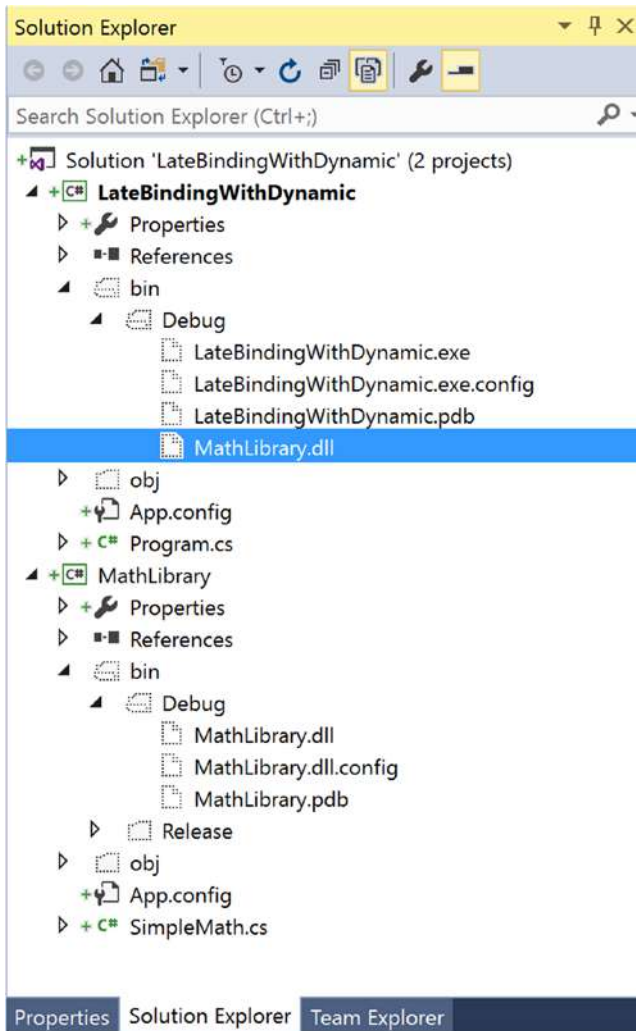 Solution Explorer
Search Solution Explorer (Ctrl+;)
Solution 'LateBindingWithDynamic' (2 projects)
C# LateBindingWithDynamic
Properties
References
bin
Debug
LateBindingWithDynamic.exe
LateBindingWithDynamic.exe.config
LateBindingWithDynamic.pdb
MathLibrary.dll
obj
App.config
C# Program.cs
C# MathLibrary
Properties
References
bin
Debug
MathLibrary.dll
MathLibrary.dll.config
MathLibrary.pdb
Release
obj
App.config
C# SimpleMath.cs
Properties Solution Explorer Team Explorer